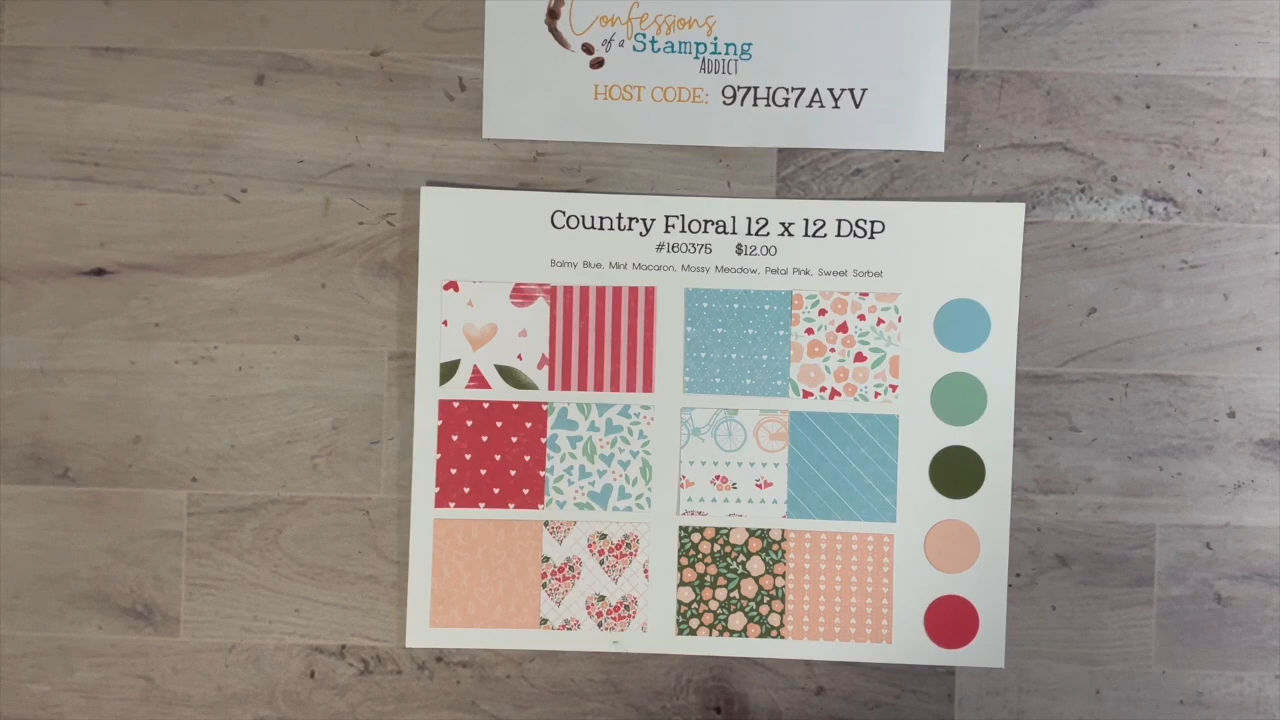 Confessions
of a Stamping
ADDICT
HOST CODE: 97HG7AYV
Country Floral 12 x 12 DSP
#160375 $12.00
Balmy Blue, Mint Macaron, Mossy Meadow, Petal Pink, Sweet Sorbet